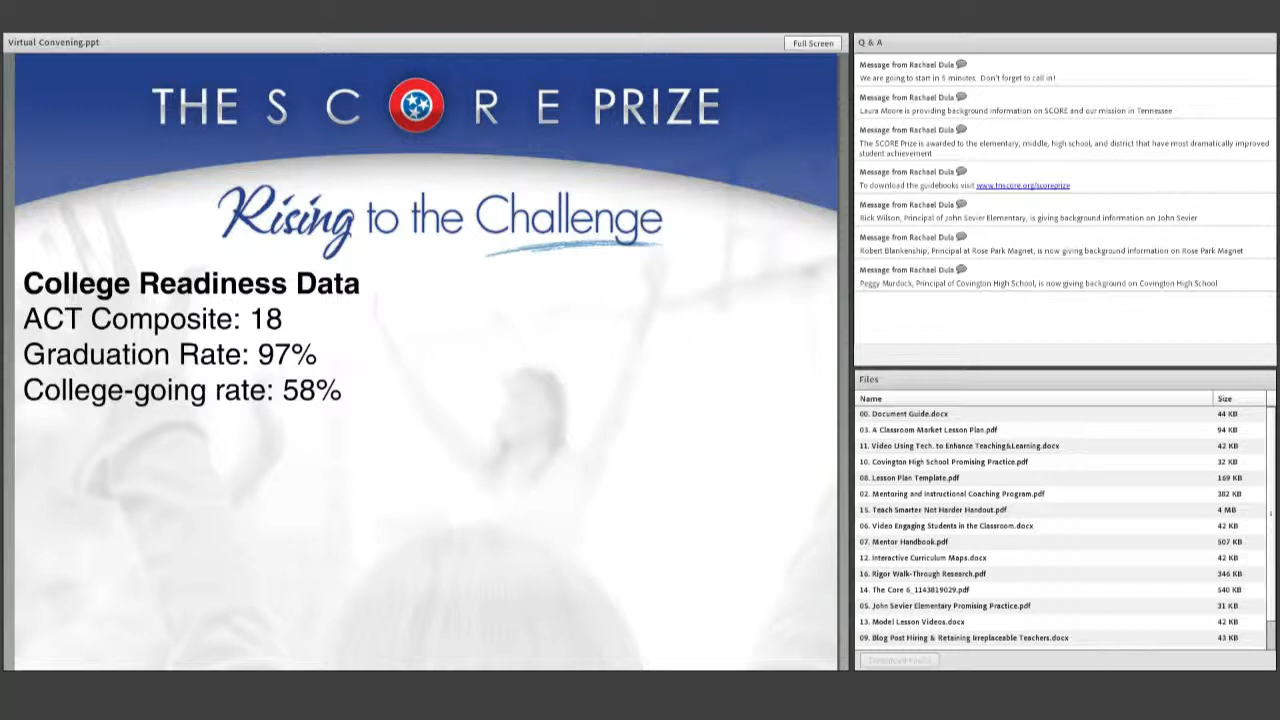 Virtual Convening.ppt
Full Screen
THE S C O R E PRIZE
Rising to the Challenge
College Readiness Data
ACT Composite: 18
Graduation Rate: 97%
College-going rate: 58%
Q & A
Message from Rachael Dula
We are going to start in 5 minutes. Don't forget to call in!
Message from Rachael Dula
Laura Moore is providing background information on SCORE and our mission in Tennessee
Message from Rachael Dula
The SCORE Prize is awarded to the elementary, middle, high school, and district that have most dramatically improved
student achievement
Message from Rachael Dula
To download the guidebooks visit www.tnscore.org/scoreprize
Message from Rachael Dula
Rick Wilson, Principal of John Sevier Elementary, is giving background information on John Sevier
Message from Rachael Dula
Robert Blankenship, Principal at Rose Park Magnet, is now giving background information on Rose Park Magnet
Message from Rachael Dula
Peggy Murdock, Principal of Covington High School, is now giving background on Covington High School
Files
Name Size
00. Document Guide.docx 44 KB
03. A Classroom Market Lesson Plan.pdf 94 KB
11. Video Using Tech. to Enhance Teaching&Learning.docx 42 KB
10. Covington High School Promising Practice.pdf 32 KB
08. Lesson Plan Template.pdf 169 KB
02. Mentoring and Instructional Coaching Program.pdf 382 KB
15. Teach Smarter Not Harder Handout.pdf 4 MB
06. Video Engaging Students in the Classroom.docx 42 KB
07. Mentor Handbook.pdf 507 KB
12. Interactive Curriculum Maps.docx 42 KB
16. Rigor Walk-Through Research.pdf 346 KB
14. The Core 6_1143819029.pdf 540 KB
05. John Sevier Elementary Promising Practice.pdf 31 KB
13. Model Lesson Videos.docx 42 KB
09. Blog Post Hiring & Retaining Irreplaceable Teachers.docx 43 KB